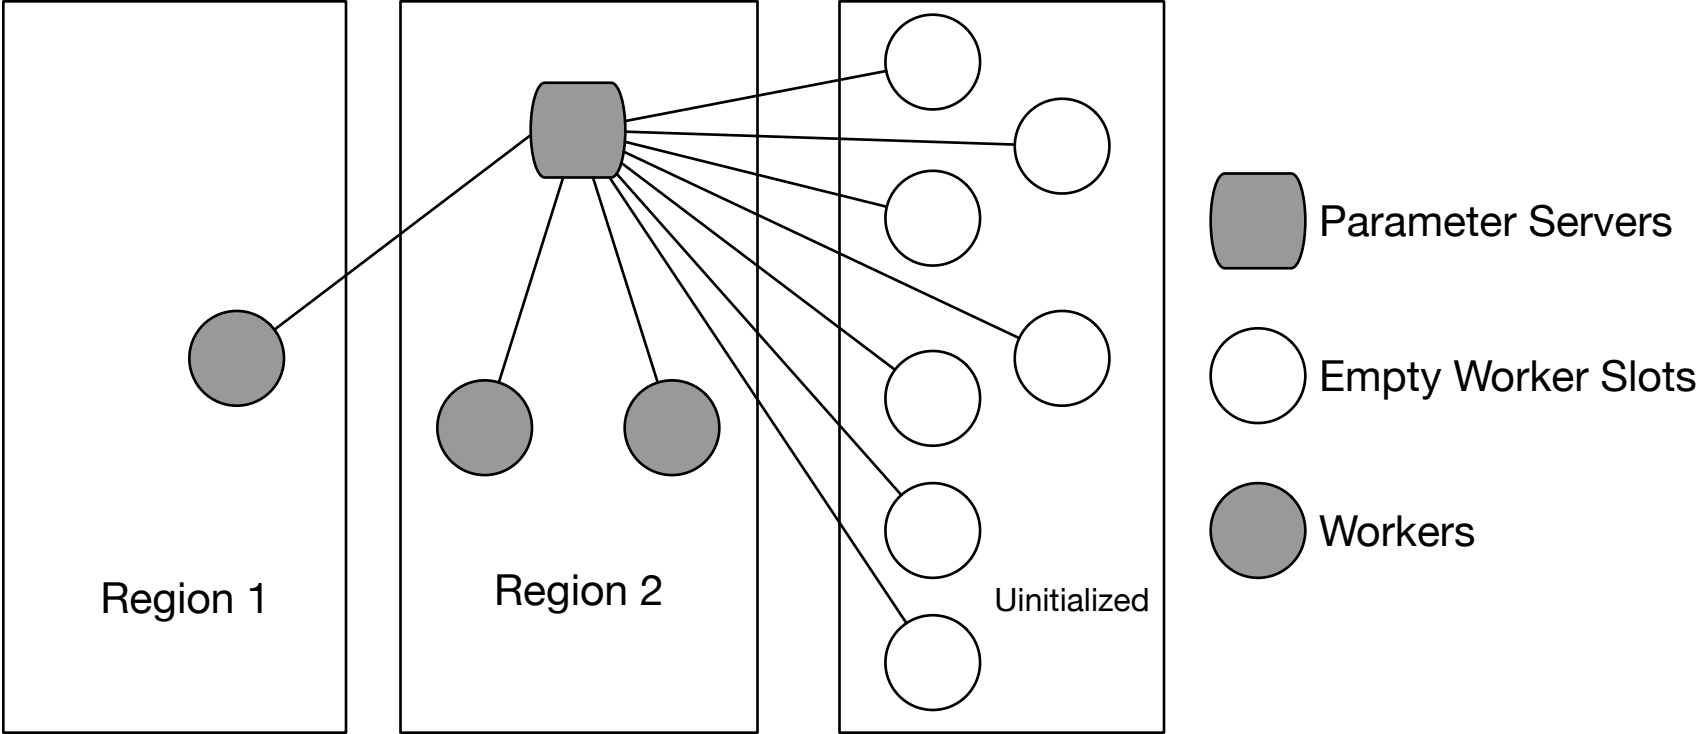 Region 1
Region 2
Uinitialized
Parameter Servers
Empty Worker Slots
Workers